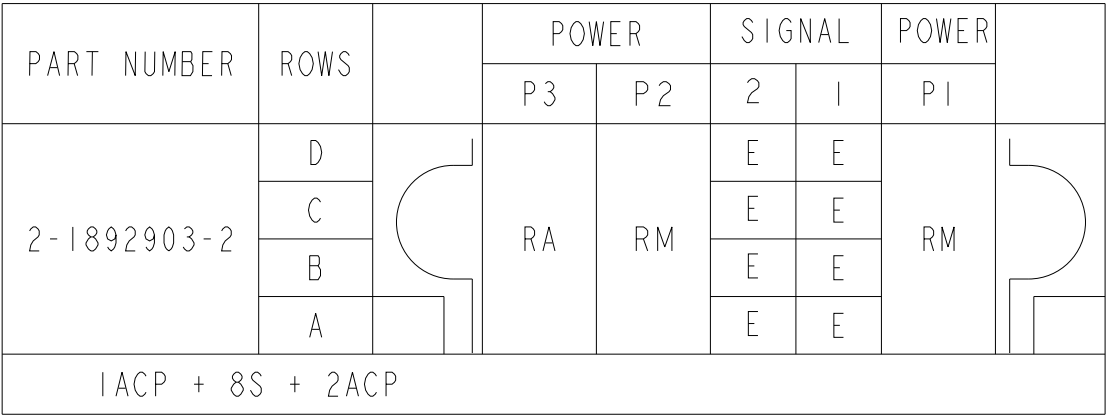 PART NUMBER ROWS POWER SIGNAL POWER
P3 P2 2 1 P1
D E E
C E E
2-1892903-2 RA RM RM
B E E
A E E
1ACP + 8S + 2ACP